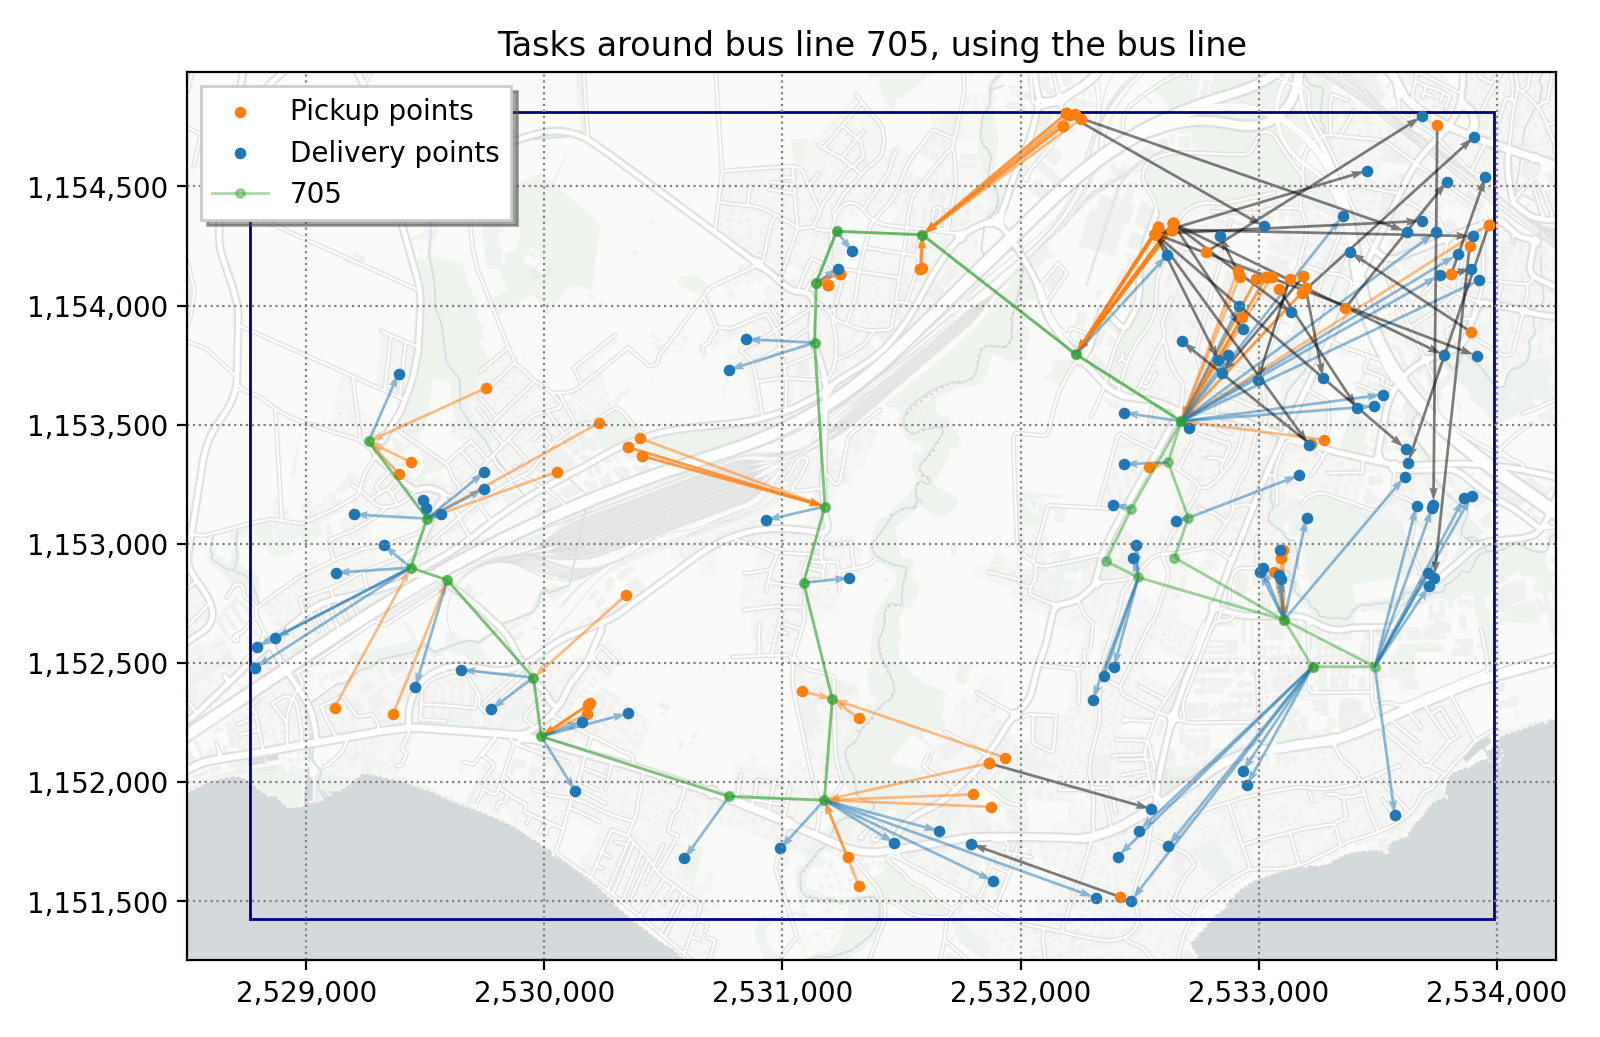 Tasks around bus line 705, using the bus line
Pickup points
Delivery points
705
1,154,500
1,154,000
1,153,500
1,153,000
1,152,500
1,152,000
1,151,500
2,529,000 2,530,000 2,531,000 2,532,000 2,533,000 2,534,000